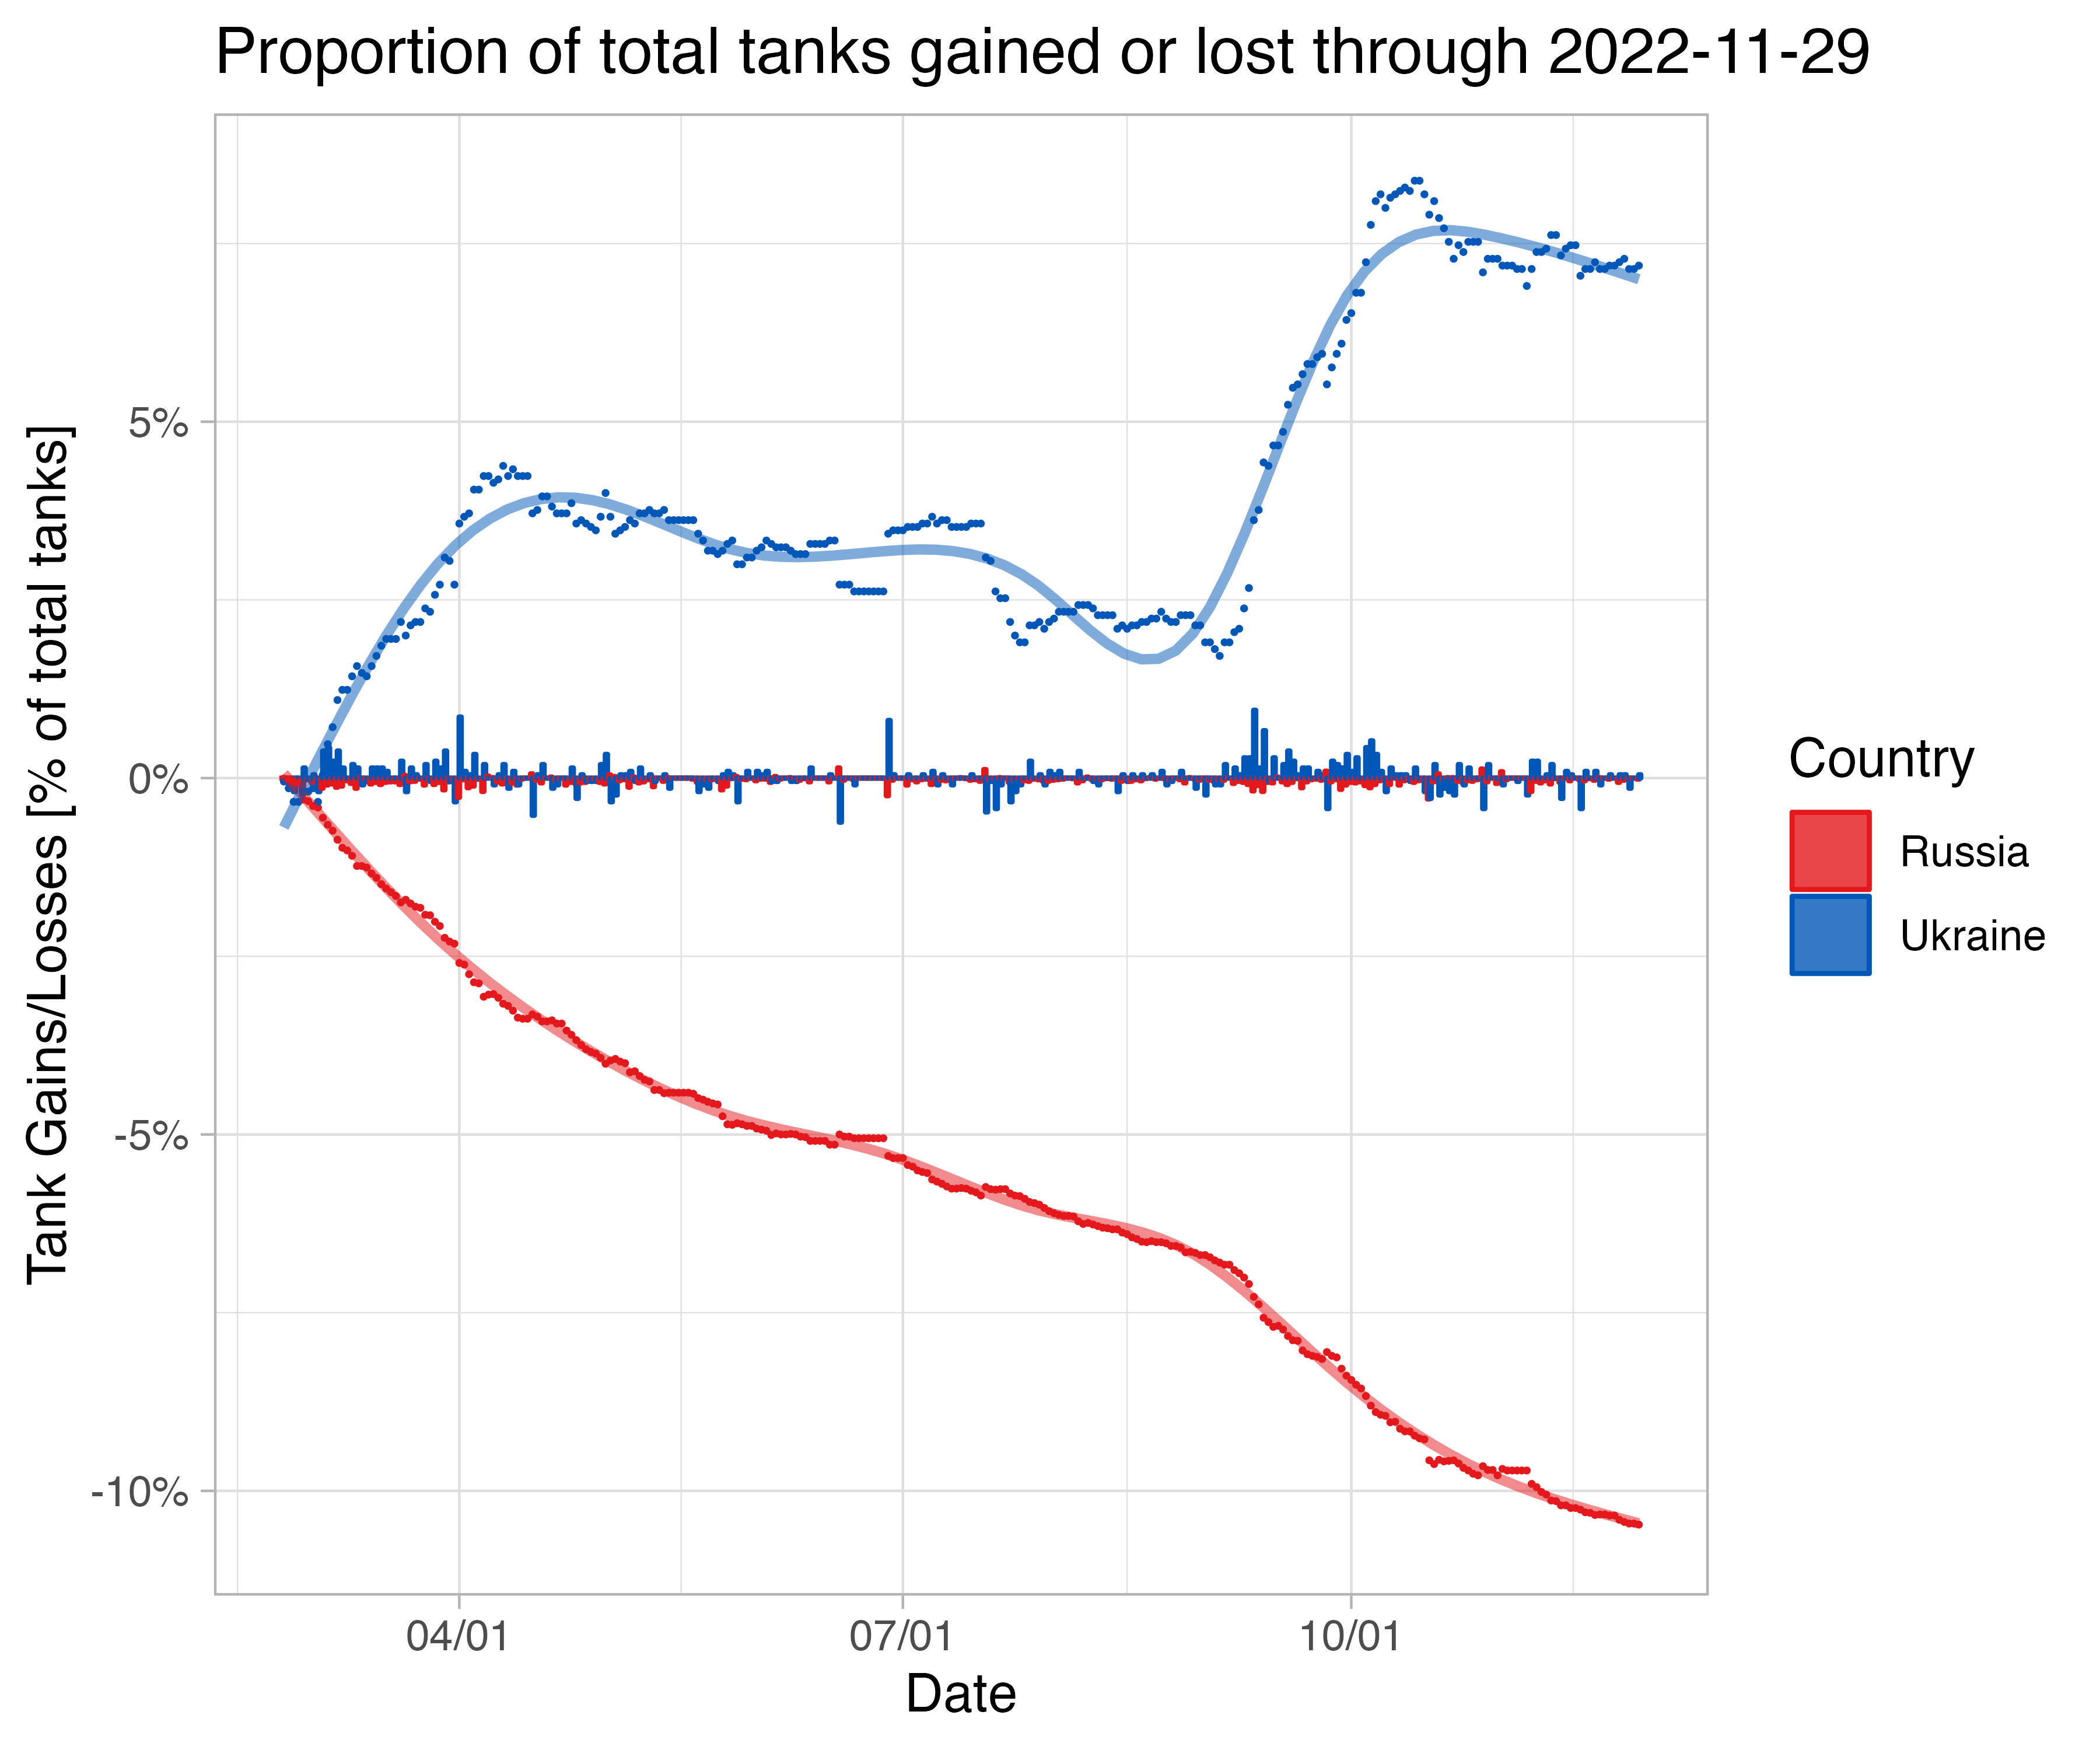 Proportion of total tanks gained or lost through 2022-11-29
Tank Gains/Losses [% of total tanks]
5%
0%
-5%
-10%
04/01
07/01
10/01
Date
Country
Russia
Ukraine